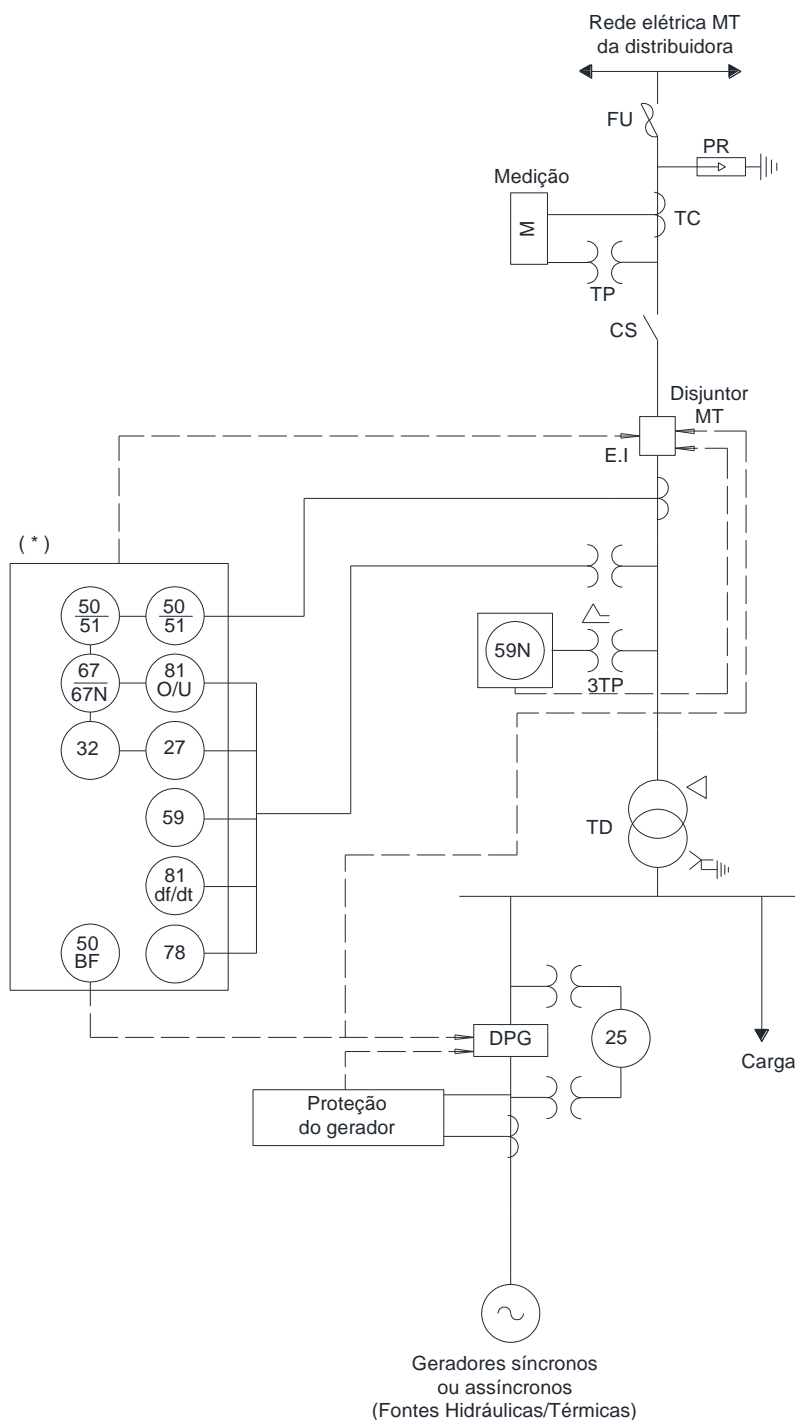 Rede elétrica MT
da distribuidora
FU
PR
Medição
M
TC
TP
CS
Disjuntor
MT
E.I
( * )
50
51
50
51
67
67N
81
O/U
59N
3TP
32
27
59
TD
81
df/dt
50
BF
78
DPG
25
Carga
Proteção
do gerador
Geradores síncronos
ou assíncronos
(Fontes Hidráulicas/Térmicas)